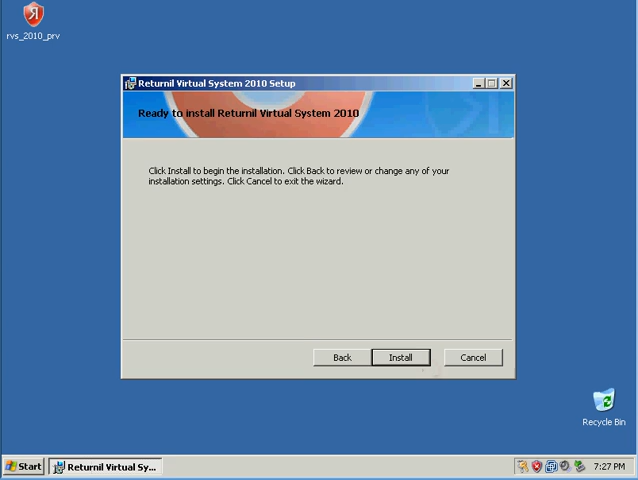 rvs_2010_prv
Returnil Virtual System 2010 Setup
Ready to install Returnil Virtual System 2010
Click Install to begin the installation. Click Back to review or change any of your
installation settings. Click Cancel to exit the wizard.
Back
Install
Cancel
Recycle Bin
Start
Returnil Virtual Sy...
7:27 PM